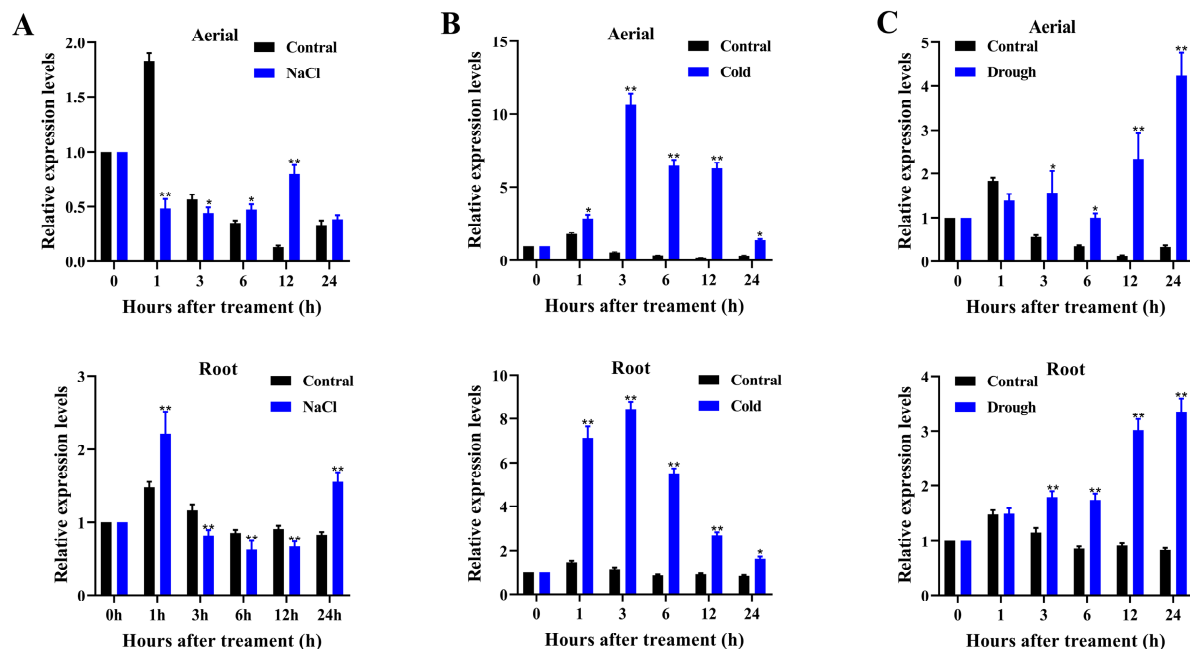 A
Aerial
Contral
NaCl
Relative expression levels
2.0
1.5
1.0
0.5
0.0
** * * **
0 1 3 6 12 24
Hours after treament (h)
B
Aerial
Contral
Cold
Relative expression levels
15
10
5
0
* ** ** ** *
0 1 3 6 12 24
Hours after treament (h)
C
Aerial
Contral
Drough
Relative expression levels
5
4
3
2
1
0
* * ** **
0 1 3 6 12 24
Hours after treament (h)
Root
Contral
NaCl
Relative expression levels
3
2
1
0
** ** ** ** **
0h 1h 3h 6h 12h 24h
Hours after treament (h)
Root
Contral
Cold
Relative expression levels
10
8
6
4
2
0
** ** ** ** *
0 1 3 6 12 24
Hours after treament (h)
Root
Contral
Drough
Relative expression levels
4
3
2
1
0
** ** ** **
0 1 3 6 12 24
Hours after treament (h)